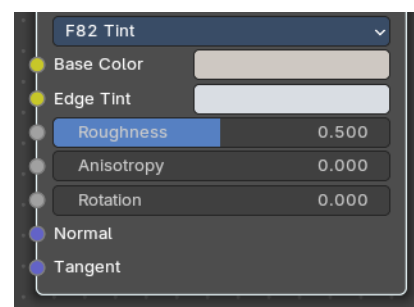 F82 Tint
Base Color
Edge Tint
Roughness 0.500
Anisotropy 0.000
Rotation 0.000
Normal
Tangent